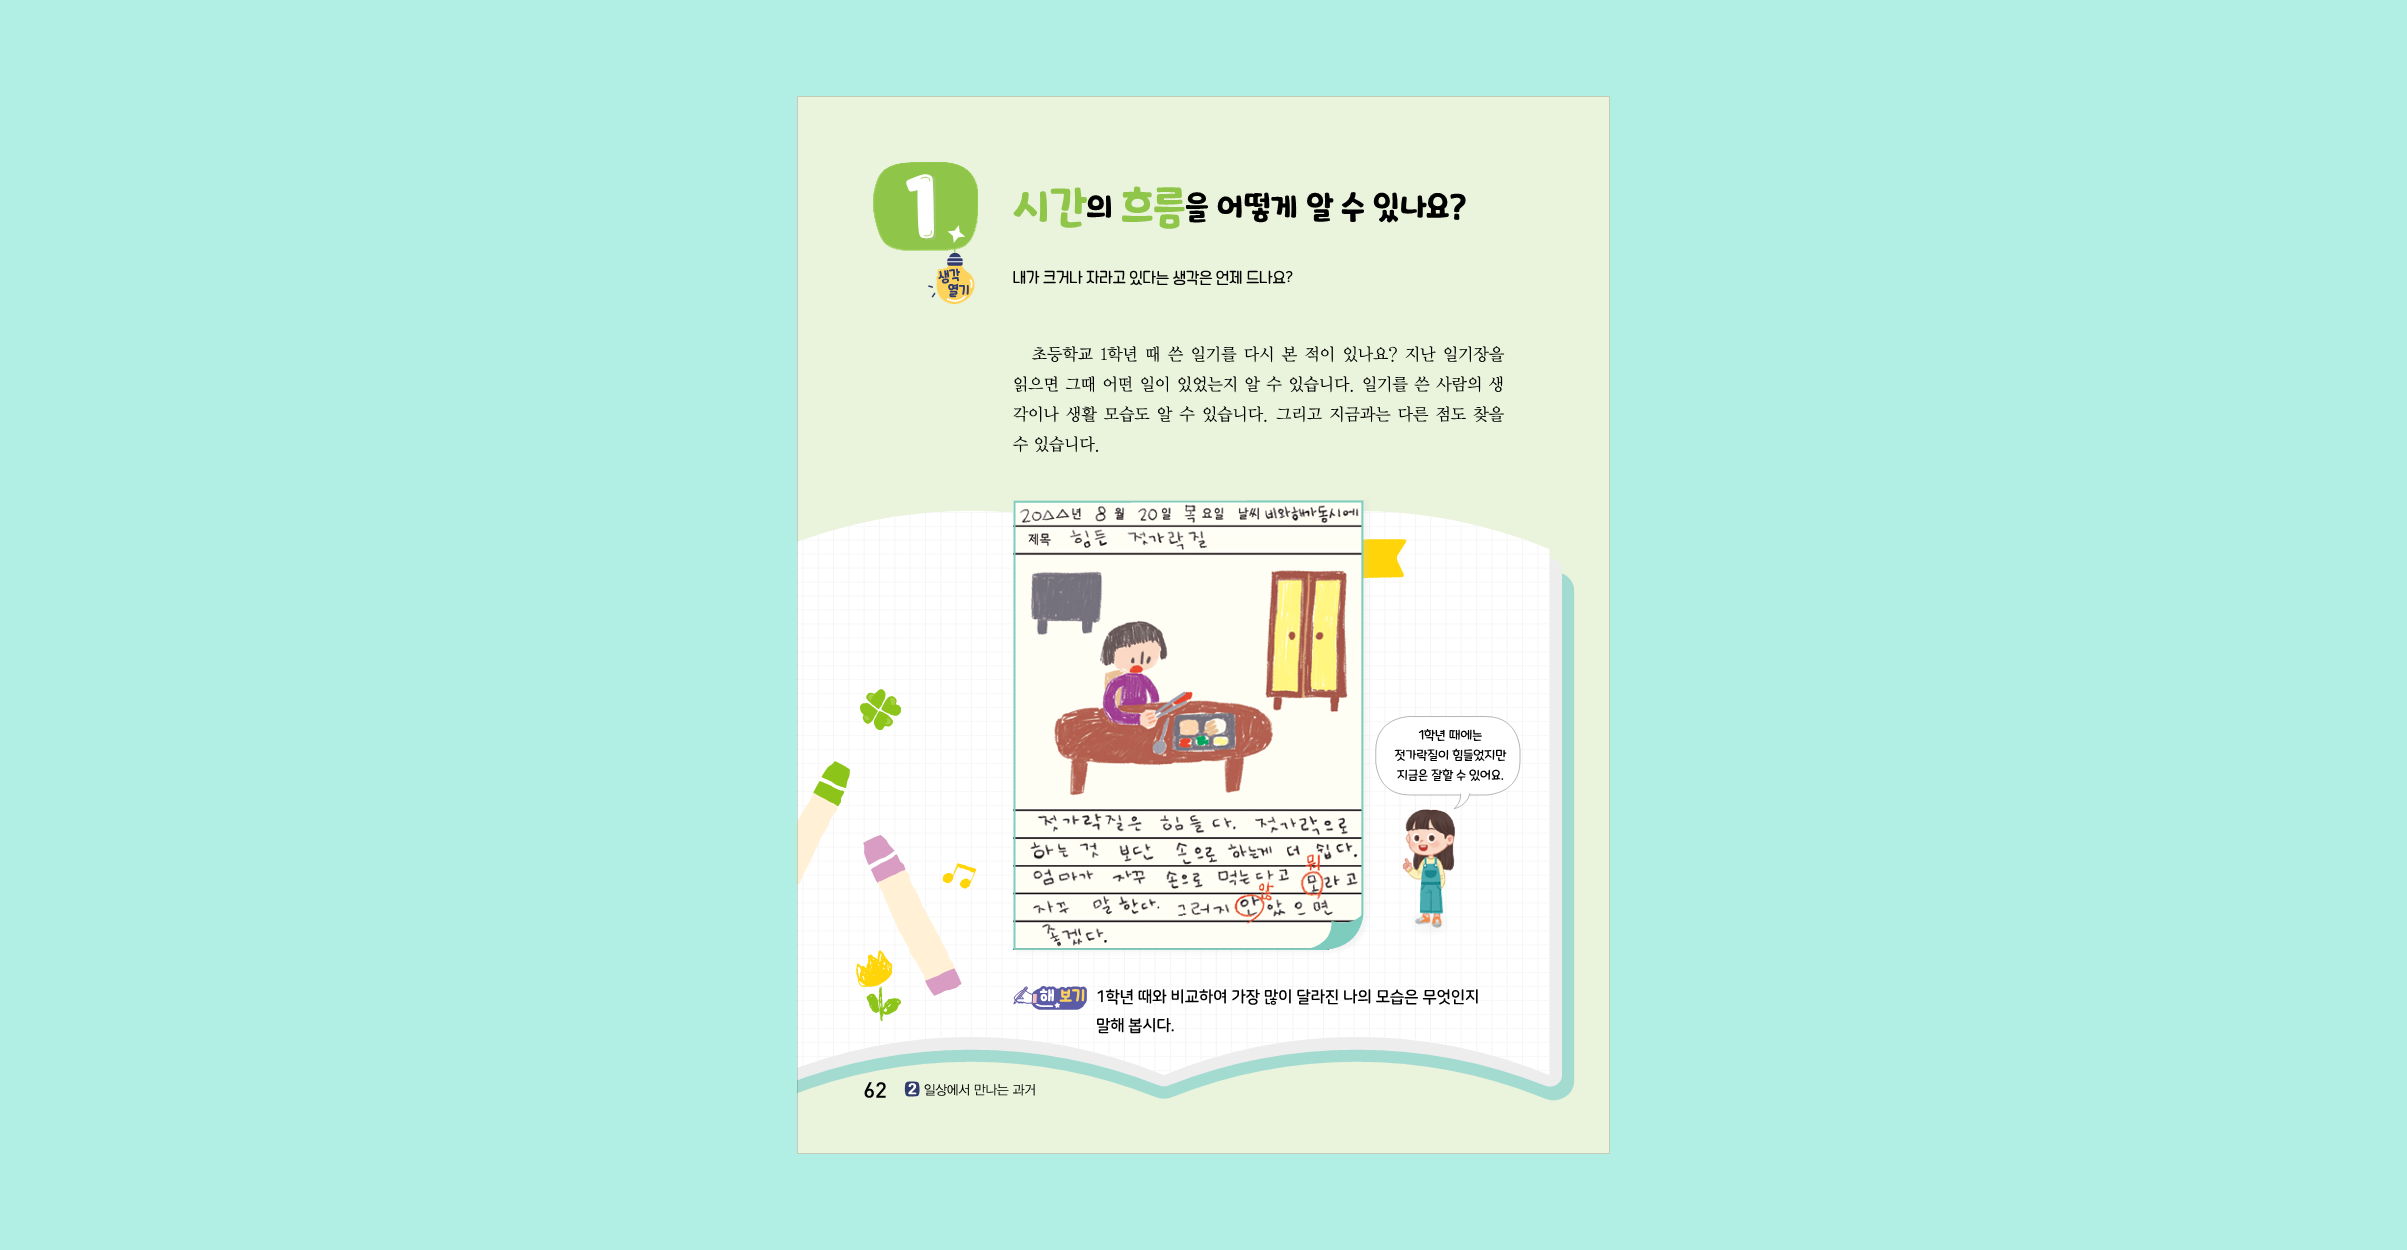 1
시간의 흐름을 어떻게 알 수 있나요?
생각
열기
내가 크거나 자라고 있다는 생각은 언제 드나요?
초등학교 1학년 때 쓴 일기를 다시 본 적이 있나요? 지난 일기장을
읽으면 그때 어떤 일이 있었는지 알 수 있습니다. 일기를 쓴 사람의 생
각이나 생활 모습도 알 수 있습니다. 그리고 지금과는 다른 점도 찾을
수 있습니다.
20△△년 8월 20일 목요일 날씨 비와해가동시에
제목 힘든 젓가락질
젓가락질은 힘들다. 젓가락으로
하는 것 보단 손으로 하는게 더 쉽다.
뭐
엄마가 자꾸 손으로 먹는다고 모라고
않
자꾸 말한다. 그러지 안았으면
좋겠다.
1학년 때에는
젓가락질이 힘들었지만
지금은 잘할 수 있어요.
해 보기 1학년 때와 비교하여 가장 많이 달라진 나의 모습은 무엇인지
말해 봅시다.
62 2 일상에서 만나는 과거